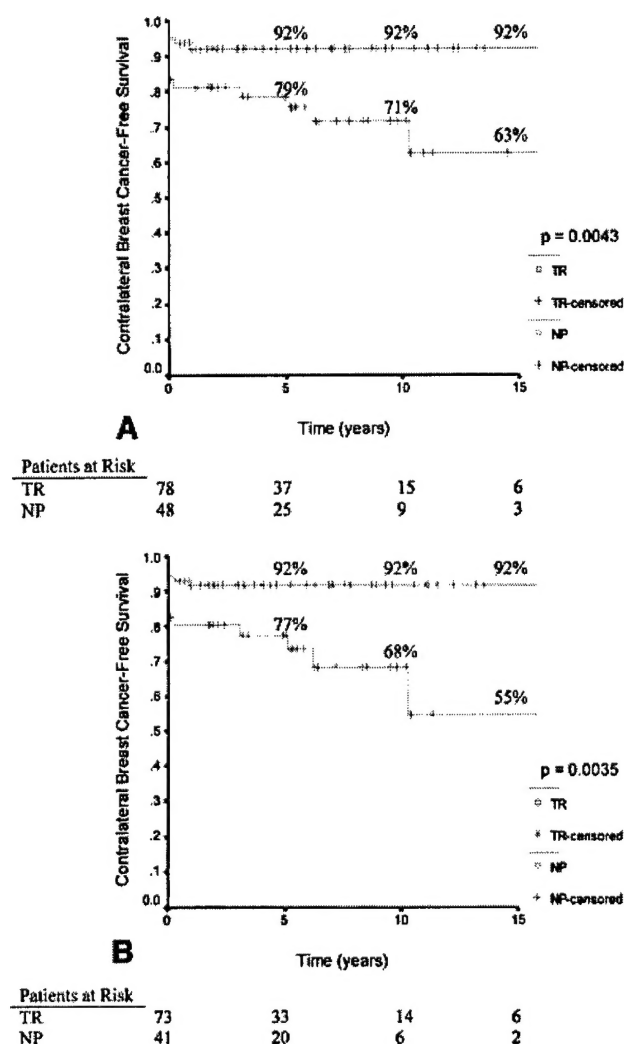 1.0
92% 92% 92%
.9
.8
79%
71%
.7
63%
.6
.5
.4
.3
.2
.1
0.0
Contralateral Breast Cancer-Free Survival
p = 0.0043
TR
TR-censored
NP
NP-censored
0 5 10 15
Time (years)
A
Patients at Risk
TR 78 37 15 6
NP 48 25 9 3
1.0
92% 92% 92%
.9
.8
77%
68%
.7
.6
55%
.5
.4
.3
.2
.1
0.0
Contralateral Breast Cancer-Free Survival
p = 0.0035
TR
TR-censored
NP
NP-censored
0 5 10 15
Time (years)
B
Patients at Risk
TR 73 33 14 6
NP 41 20 6 2